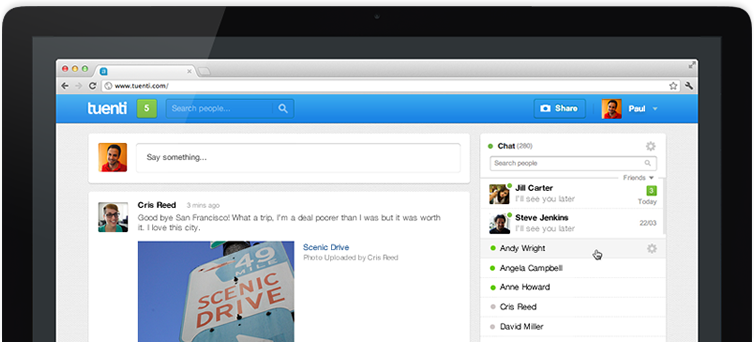 www.tuenti.com/
tuenti
5
Search people...
Share
Paul
Say something...
Cris Reed 3 mins ago
Good bye San Francisco! What a trip, I'm a deal poorer than I was but it was worth
it. I love this city.
49
MILE
SCENIC
DRIVE
Scenic Drive
Photo Uploaded by Cris Reed
Chat (280)
Search people
Friends
Jill Carter
I'll see you later
3
Today
Steve Jenkins
I'll see you later
22/03
Andy Wright
Angela Campbell
Anne Howard
Cris Reed
David Miller